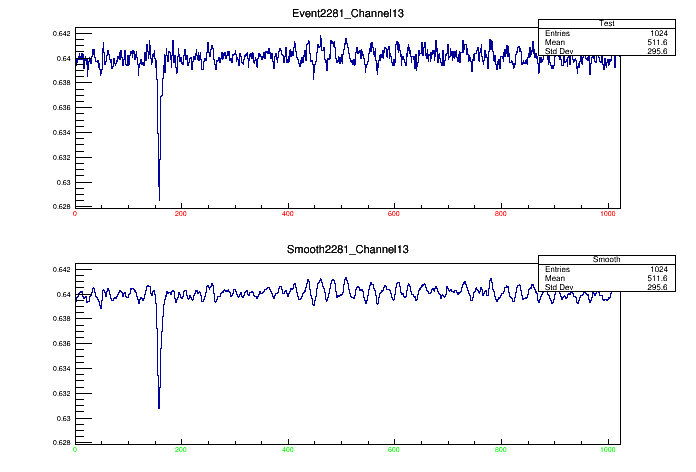 Event2281_Channel13
Test
Entries 1024
Mean 511.6
Std Dev 295.6
0.642
0.64
0.638
0.636
0.634
0.632
0.63
0.628
0 200 400 600 800 1000
Smooth2281_Channel13
Smooth
Entries 1024
Mean 511.6
Std Dev 295.6
0.642
0.64
0.638
0.636
0.634
0.632
0.63
0.628
0 200 400 600 800 1000